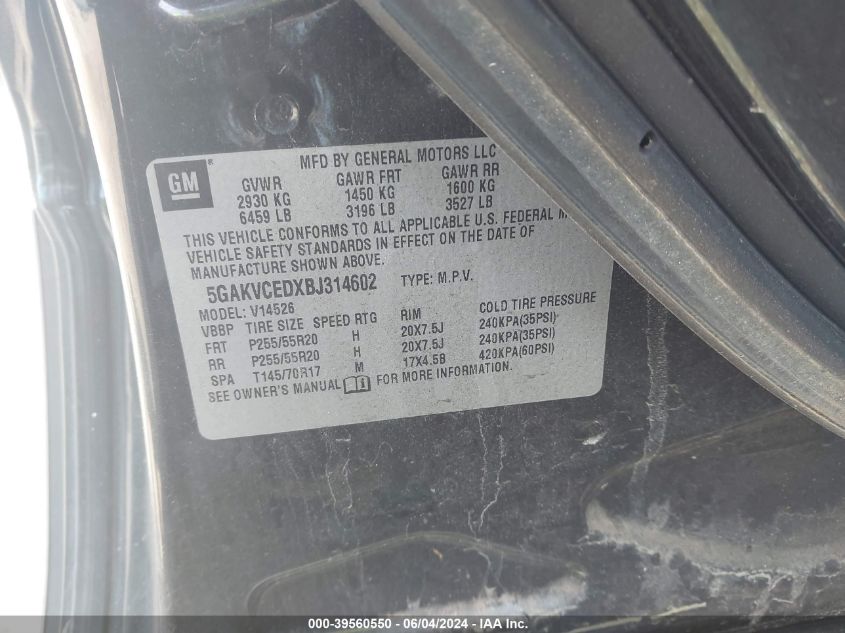 GM ®
MFD BY GENERAL MOTORS LLC
GVWR GAWR FRT GAWR RR
2930 KG 1450 KG 1600 KG
6459 LB 3196 LB 3527 LB
THIS VEHICLE CONFORMS TO ALL APPLICABLE U.S. FEDERAL M
VEHICLE SAFETY STANDARDS IN EFFECT ON THE DATE OF
MANUFACTURE SHOWN ABOVE.
5GAKVCEDXBJ314602 TYPE: M.P.V.
MODEL: V14526
VBBP TIRE SIZE SPEED RTG RIM COLD TIRE PRESSURE
FRT P255/55R20 H 20X7.5J 240KPA(35PSI)
RR P255/55R20 H 20X7.5J 240KPA(35PSI)
SPA T145/70R17 M 17X4.5B 420KPA(60PSI)
SEE OWNER'S MANUAL FOR MORE INFORMATION.
000-39560550 - 06/04/2024 - IAA Inc.